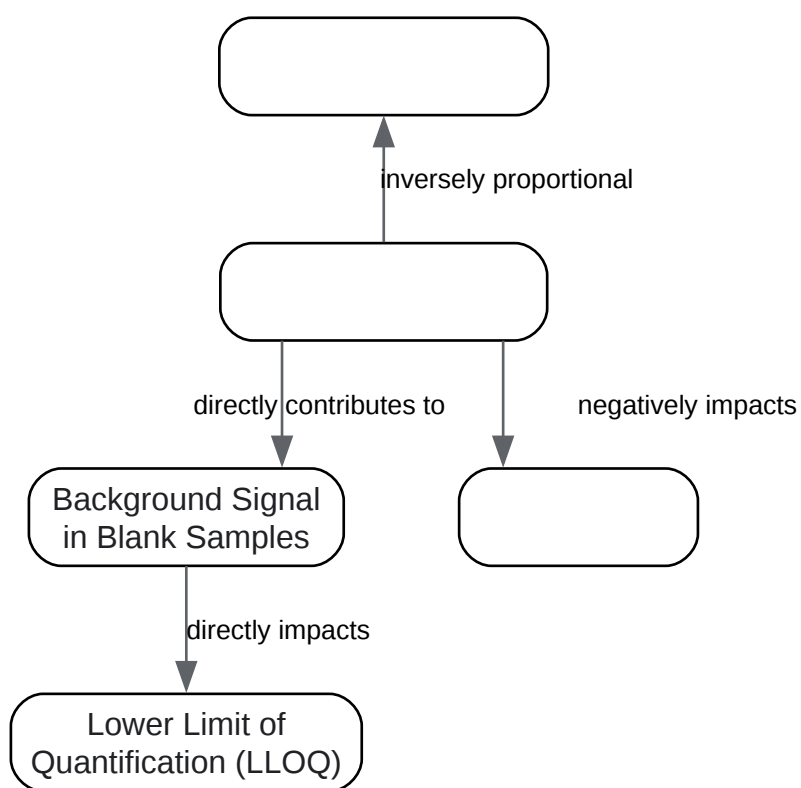 inversely proportional
directly contributes to
negatively impacts
Background Signal
in Blank Samples
directly impacts
Lower Limit of
Quantification (LLOQ)